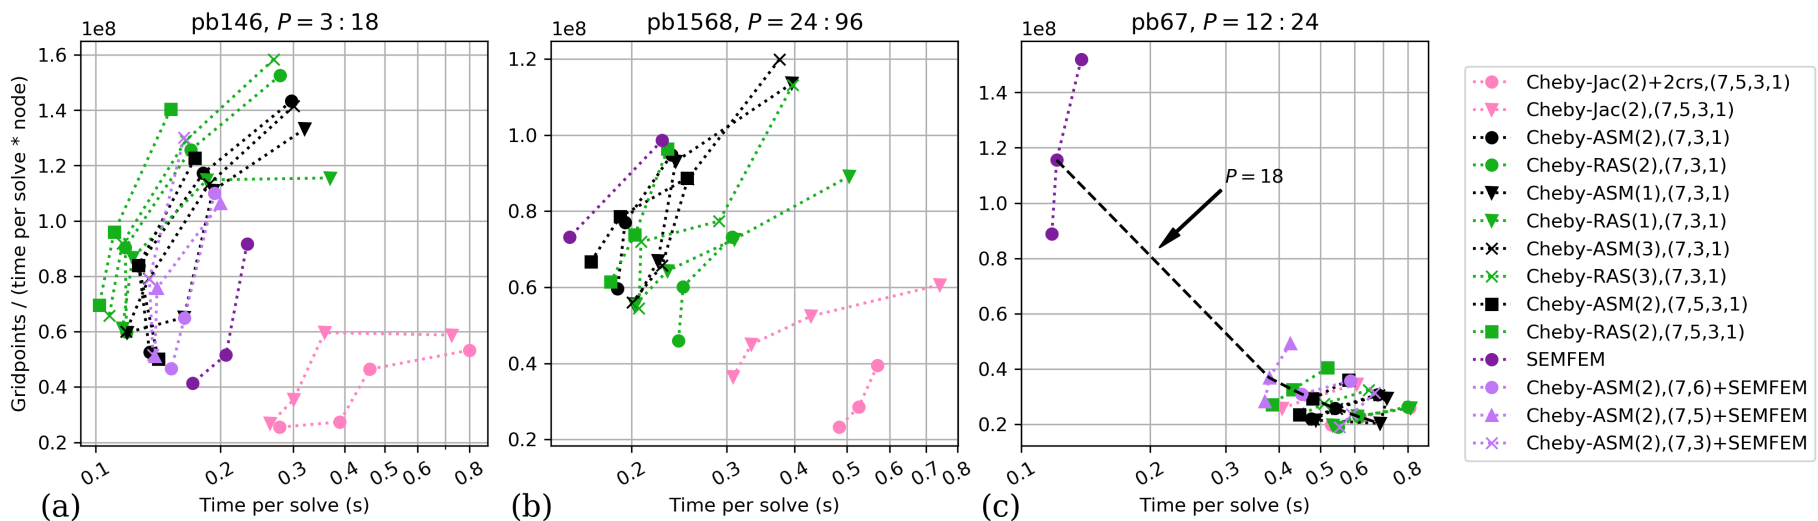 pb146, P = 3 : 18
1e8
1.6
1.4
1.2
1.0
0.8
0.6
0.4
0.2
Gridpoints / (time per solve * node)
0.1
0.2
0.3
0.4
0.5
0.6
0.8
Time per solve (s)
(a)
pb1568, P = 24 : 96
1e8
1.2
1.0
0.8
0.6
0.4
0.2
0.2
0.3
0.4
0.5
0.6
0.7
0.8
Time per solve (s)
(b)
pb67, P = 12 : 24
1e8
1.4
1.2
1.0
0.8
0.6
0.4
0.2
P = 18
0.1
0.2
0.3
0.4
0.5
0.6
0.8
Time per solve (s)
(c)
Cheby-Jac(2)+2crs,(7,5,3,1)
Cheby-Jac(2),(7,5,3,1)
Cheby-ASM(2),(7,3,1)
Cheby-RAS(2),(7,3,1)
Cheby-ASM(1),(7,3,1)
Cheby-RAS(1),(7,3,1)
Cheby-ASM(3),(7,3,1)
Cheby-RAS(3),(7,3,1)
Cheby-ASM(2),(7,5,3,1)
Cheby-RAS(2),(7,5,3,1)
SEMFEM
Cheby-ASM(2),(7,6)+SEMFEM
Cheby-ASM(2),(7,5)+SEMFEM
Cheby-ASM(2),(7,3)+SEMFEM